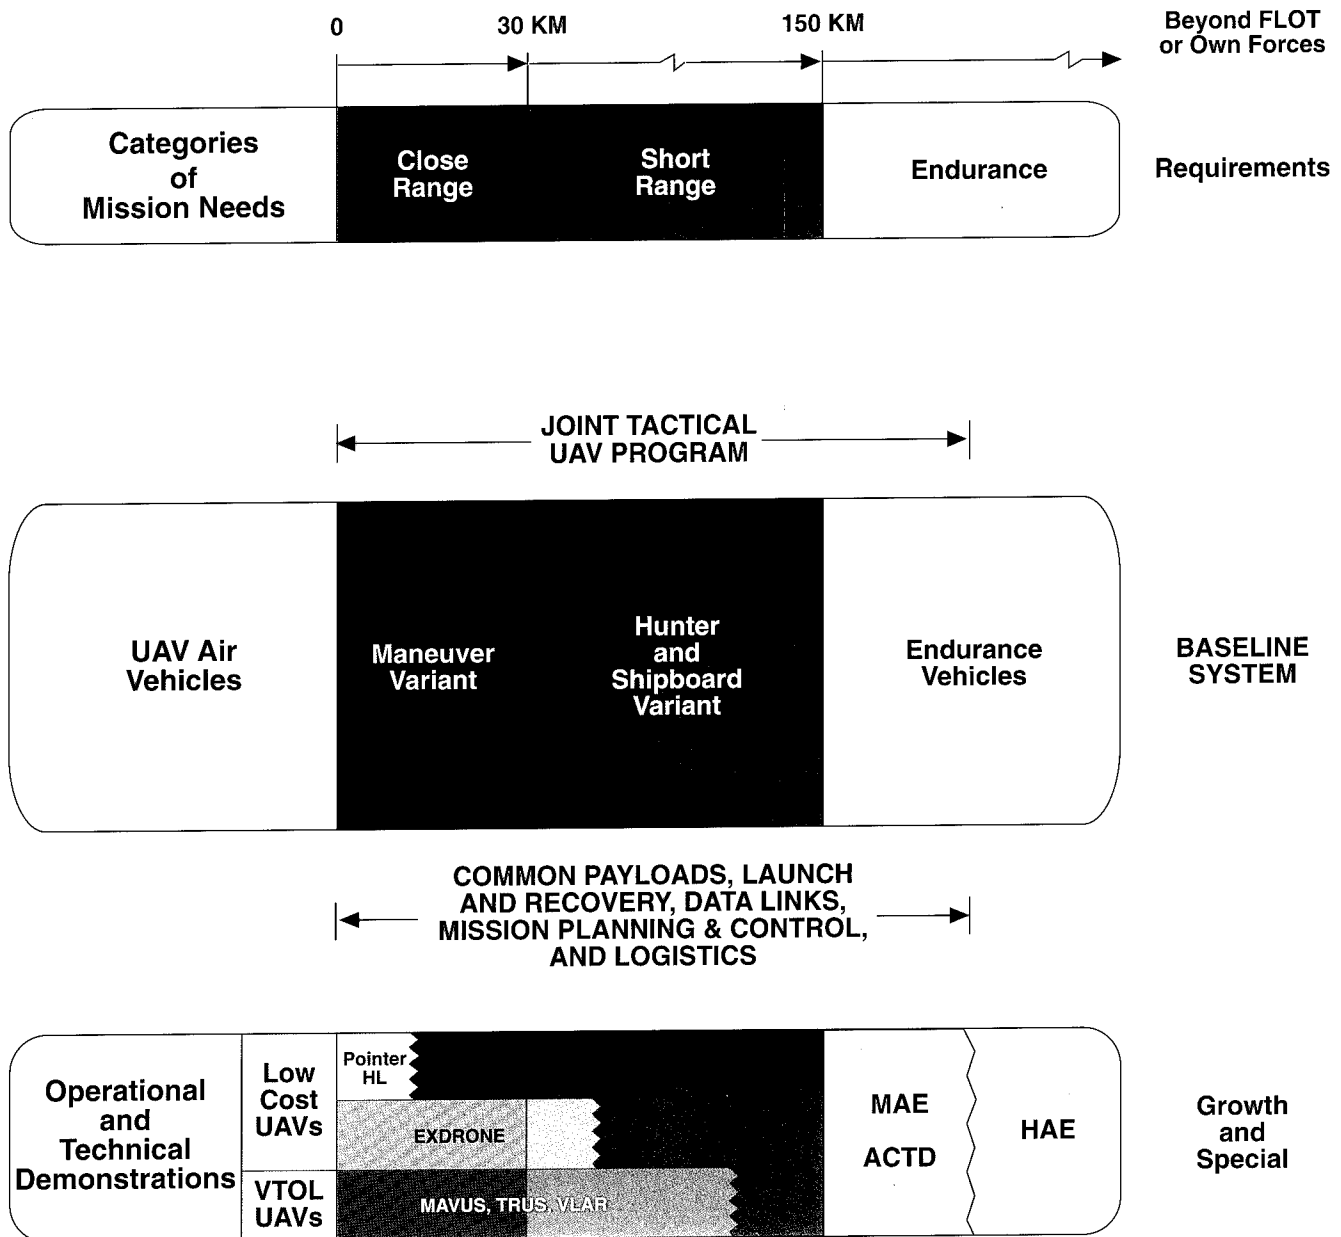 0
30 KM
150 KM
Beyond FLOT
or Own Forces
Categories
of
Mission Needs
Close
Range
Short
Range
Endurance
Requirements
JOINT TACTICAL
UAV PROGRAM
UAV Air
Vehicles
Maneuver
Variant
Hunter
and
Shipboard
Variant
Endurance
Vehicles
BASELINE
SYSTEM
COMMON PAYLOADS, LAUNCH
AND RECOVERY, DATA LINKS,
MISSION PLANNING & CONTROL,
AND LOGISTICS
Operational
and
Technical
Demonstrations
Low
Cost
UAVs
Pointer
HL
EXDRONE
VTOL
UAVs
MAVUS, TRUS, VLAR
MAE
ACTD
HAE
Growth
and
Special